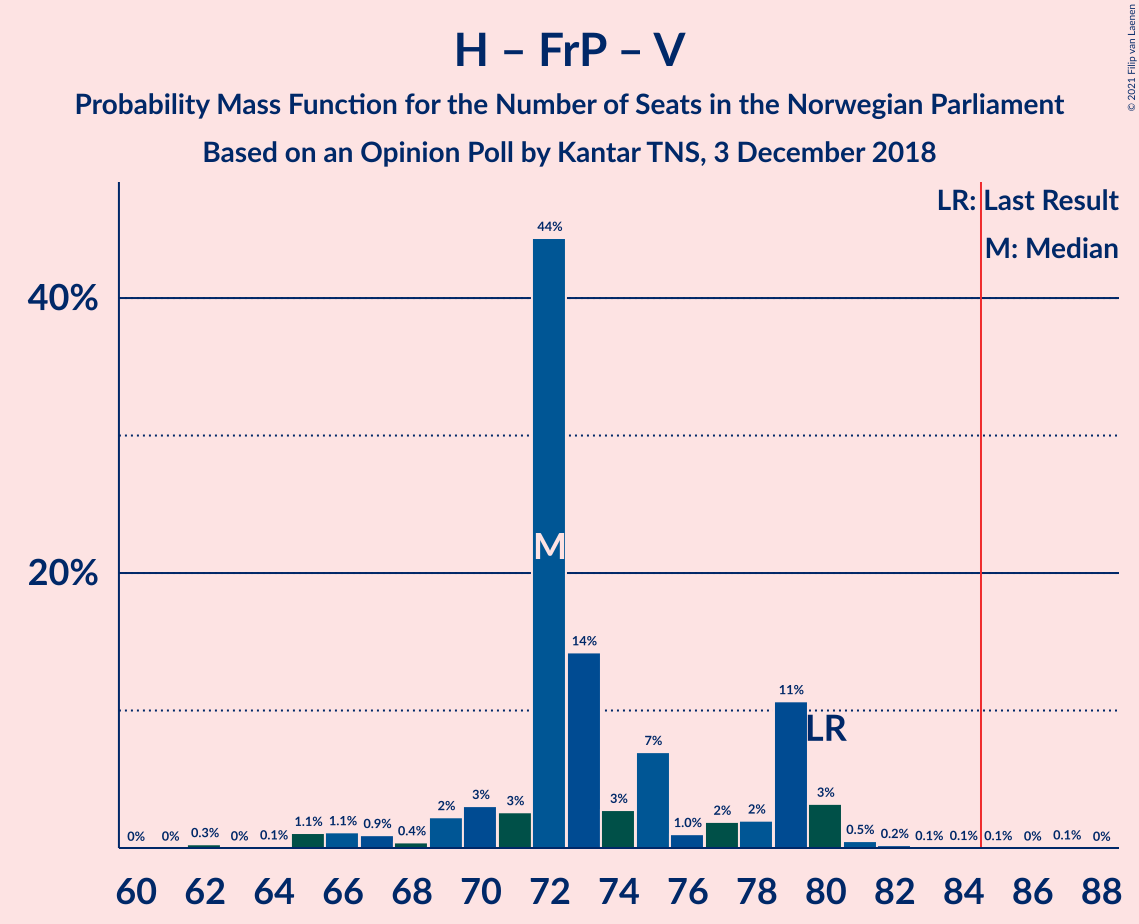 H – FrP – V
Probability Mass Function for the Number of Seats in the Norwegian Parliament
Based on an Opinion Poll by Kantar TNS, 3 December 2018
© 2021 Filip van Laenen
LR: Last Result
M: Median
40%
20%
0% 0% 0.3% 0% 0.1% 1.1% 1.1% 0.9% 0.4% 2% 3% 3% 44% 14% 3% 7% 1.0% 2% 2% 11% 3% 0.5% 0.2% 0.1% 0.1% 0.1% 0% 0.1% 0%
M
LR
60 62 64 66 68 70 72 74 76 78 80 82 84 86 88